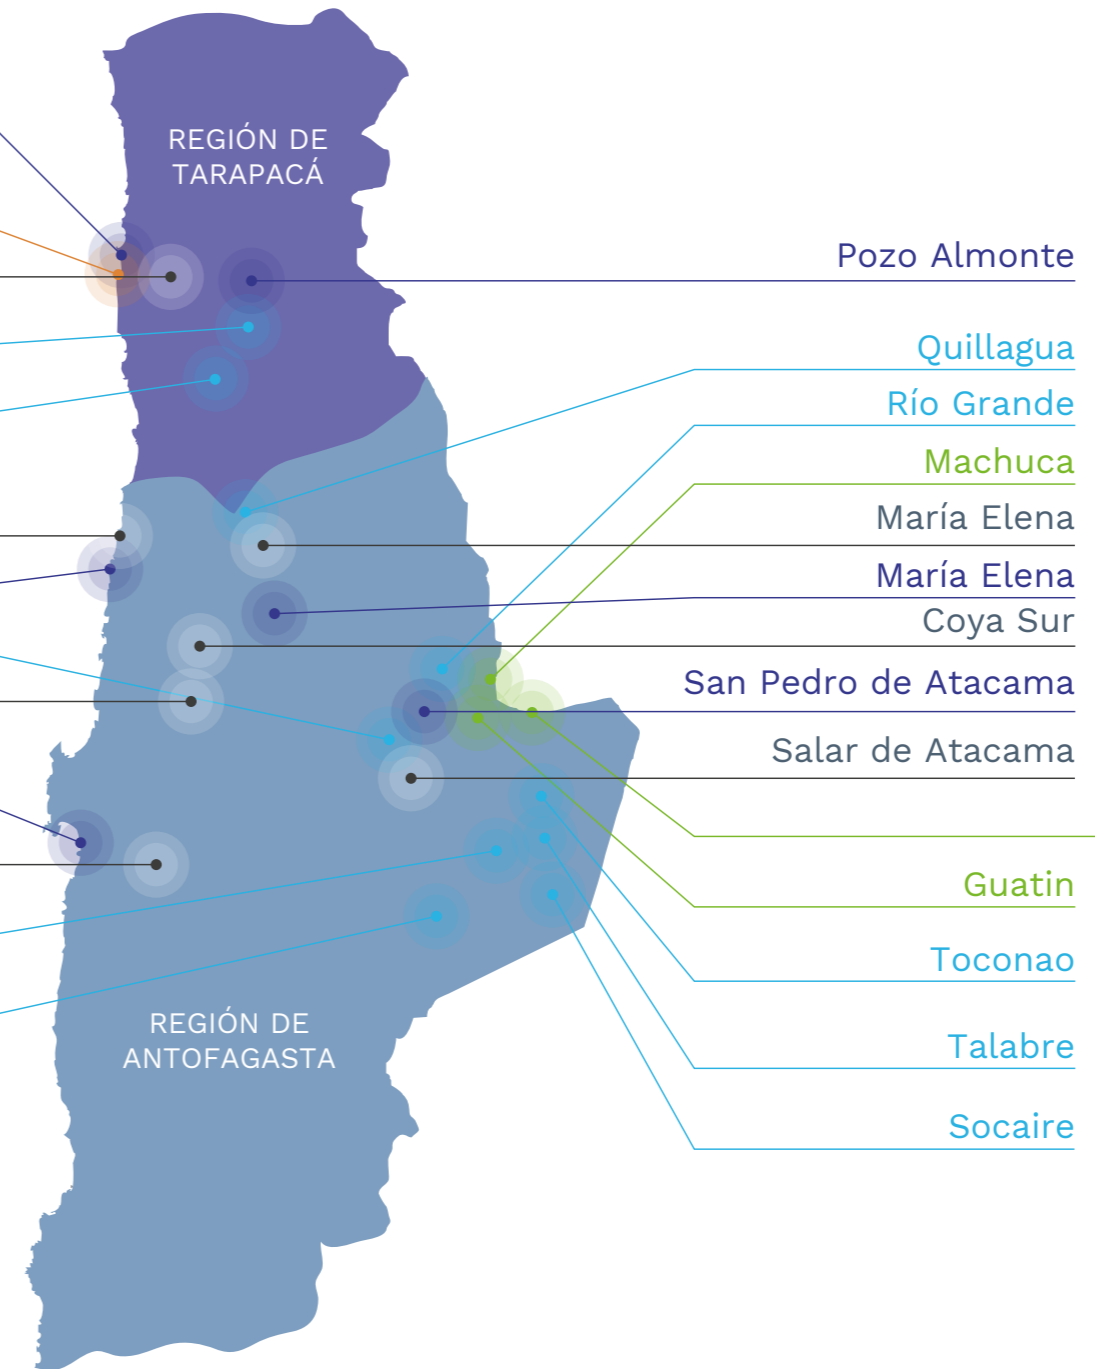 REGIÓN DE
TARAPACÁ
Pozo Almonte
Quillagua
Río Grande
Machuca
María Elena
María Elena
Coya Sur
San Pedro de Atacama
Salar de Atacama
Guatin
Toconao
Talabre
Socaire
REGIÓN DE
ANTOFAGASTA